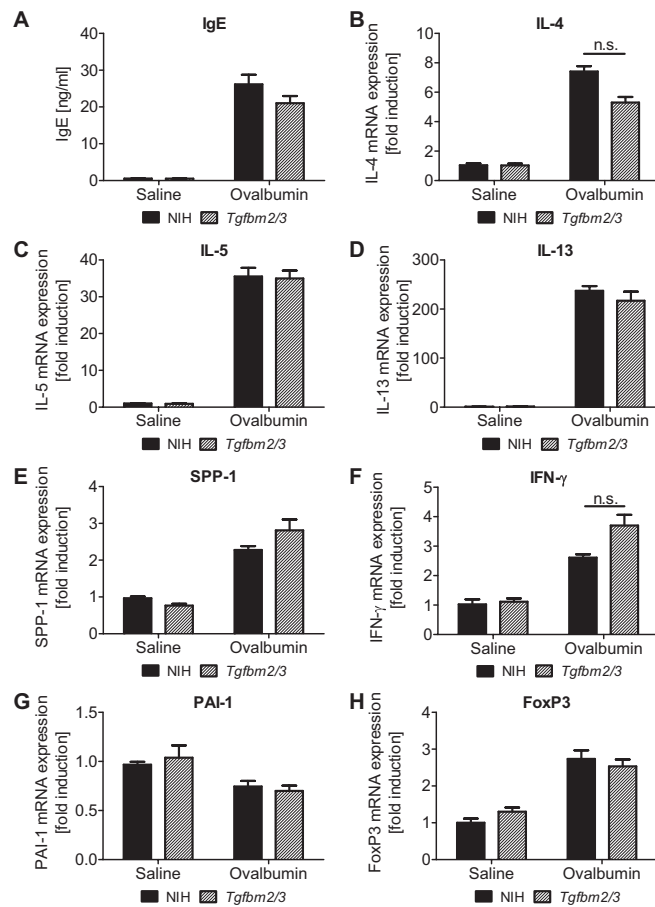 A
IgE
IgE [ng/ml]
40
30
20
10
0
Saline
Ovalbumin
NIH
Tgfbm2/3
B
IL-4
n.s.
IL-4 mRNA expression
[fold induction]
8
6
4
2
0
Saline
Ovalbumin
NIH
Tgfbm2/3
C
IL-5
IL-5 mRNA expression
[fold induction]
40
30
20
10
0
Saline
Ovalbumin
NIH
Tgfbm2/3
D
IL-13
IL-13 mRNA expression
[fold induction]
300
200
100
0
Saline
Ovalbumin
NIH
Tgfbm2/3
E
SPP-1
SPP-1 mRNA expression
[fold induction]
4
3
2
1
0
Saline
Ovalbumin
NIH
Tgfbm2/3
F
IFN-γ
n.s.
IFN-γ mRNA expression
[fold induction]
5
4
3
2
1
0
Saline
Ovalbumin
NIH
Tgfbm2/3
G
PAI-1
PAI-1 mRNA expression
[fold induction]
1.5
1.0
0.5
0.0
Saline
Ovalbumin
NIH
Tgfbm2/3
H
FoxP3
FoxP3 mRNA expression
[fold induction]
4
3
2
1
0
Saline
Ovalbumin
NIH
Tgfbm2/3